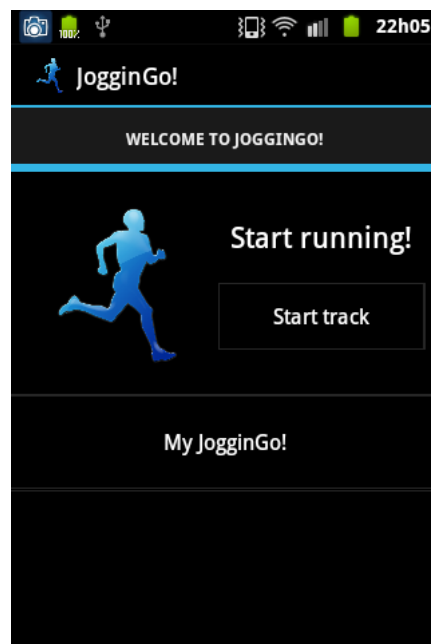 100% 22h05
JogginGo!
WELCOME TO JOGGINGO!
Start running!
Start track
My JogginGo!